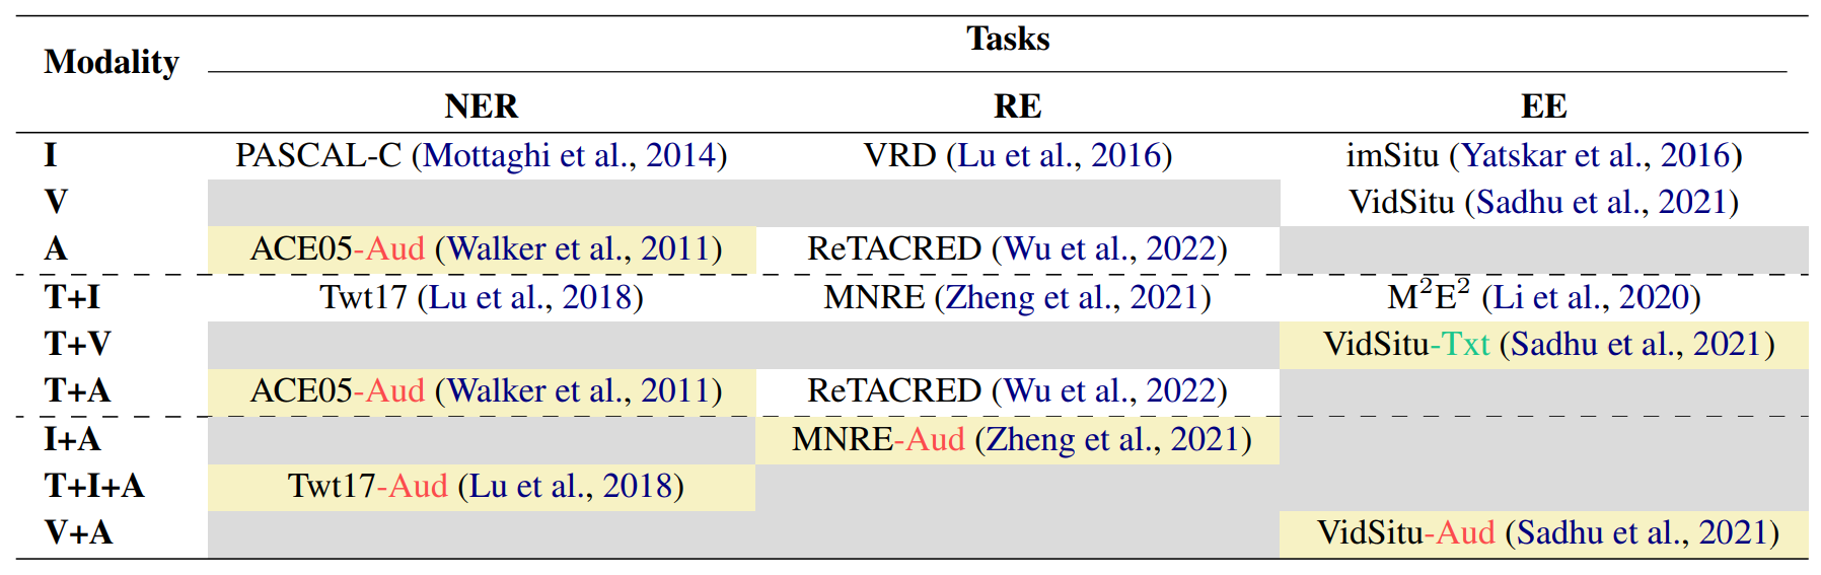 Tasks
Modality
NER RE EE
I PASCAL-C (Mottaghi et al., 2014) VRD (Lu et al., 2016) imSitu (Yatskar et al., 2016)
V VidSitu (Sadhu et al., 2021)
A ACE05-Aud (Walker et al., 2011) ReTACRED (Wu et al., 2022)
T+I Twt17 (Lu et al., 2018) MNRE (Zheng et al., 2021) M²E² (Li et al., 2020)
T+V VidSitu-Txt (Sadhu et al., 2021)
T+A ACE05-Aud (Walker et al., 2011) ReTACRED (Wu et al., 2022)
I+A MNRE-Aud (Zheng et al., 2021)
T+I+A Twt17-Aud (Lu et al., 2018)
V+A VidSitu-Aud (Sadhu et al., 2021)